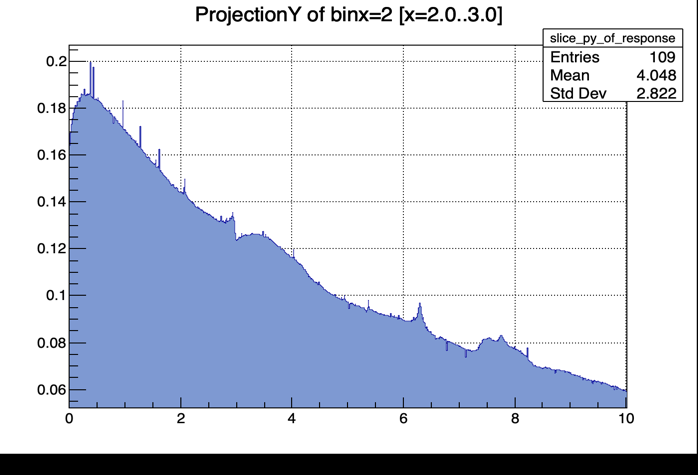 ProjectionY of binx=2 [x=2.0..3.0]
slice_py_of_response
Entries 109
Mean 4.048
Std Dev 2.822
0.2
0.18
0.16
0.14
0.12
0.1
0.08
0.06
0 2 4 6 8 10